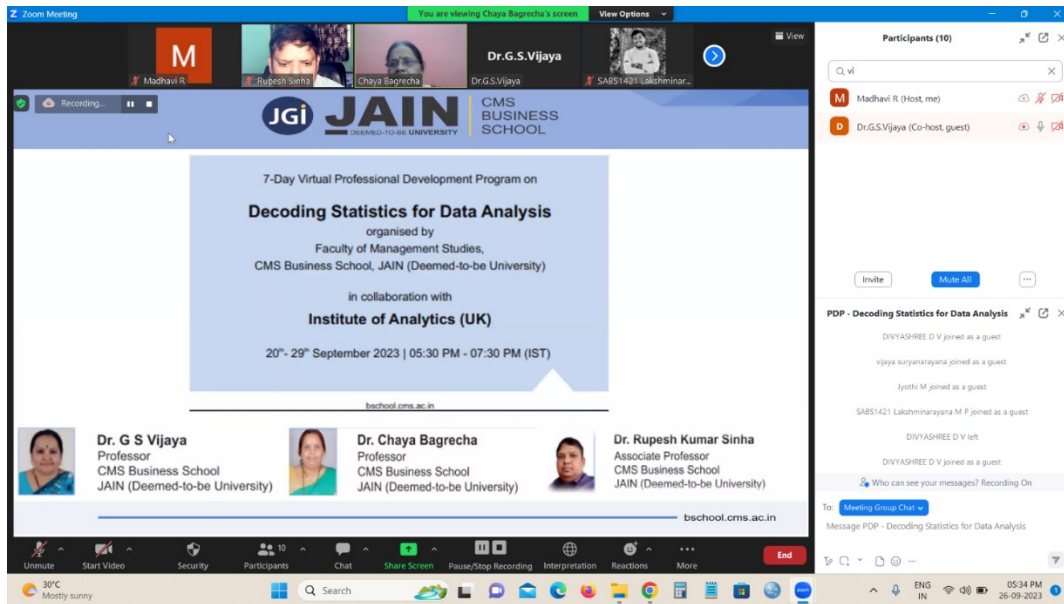 Zoom Meeting
You are viewing Chaya Bagrecha's screen
View Options
View
M
Madhavi R
Rupesh Sinha
Chaya Bagrecha
Dr.G.S.Vijaya
Dr.G.S.Vijaya
SABS1421 Lakshminar...
Recording...
JGi JAIN
DEEMED-TO-BE UNIVERSITY
CMS
BUSINESS
SCHOOL
7-Day Virtual Professional Development Program on
Decoding Statistics for Data Analysis
organised by
Faculty of Management Studies,
CMS Business School, JAIN (Deemed-to-be University)
in collaboration with
Institute of Analytics (UK)
20th- 29th September 2023 | 05:30 PM - 07:30 PM (IST)
bschool.cms.ac.in
Dr. G S Vijaya
Professor
CMS Business School
JAIN (Deemed-to-be University)
Dr. Chaya Bagrecha
Professor
CMS Business School
JAIN (Deemed-to-be University)
Dr. Rupesh Kumar Sinha
Associate Professor
CMS Business School
JAIN (Deemed-to-be University)
bschool.cms.ac.in
Participants (10)
vi
M
Madhavi R (Host, me)
D
Dr.G.S.Vijaya (Co-host, guest)
Invite
Mute All
PDP - Decoding Statistics for Data Analysis
DIVYASHREE D V joined as a guest
vijaya suryanarayana joined as a guest
Jyothi M joined as a guest
SABS1421 Lakshminarayana M P joined as a guest
DIVYASHREE D V left
DIVYASHREE D V joined as a guest
Who can see your messages? Recording On
To: Meeting Group Chat
Message PDP - Decoding Statistics for Data Analysis
Unmute
Start Video
Security
Participants
10
Chat
Share Screen
Pause/Stop Recording
Interpretation
Reactions
More
End
30°C
Mostly sunny
Search
ENG
IN
05:34 PM
26-09-2023